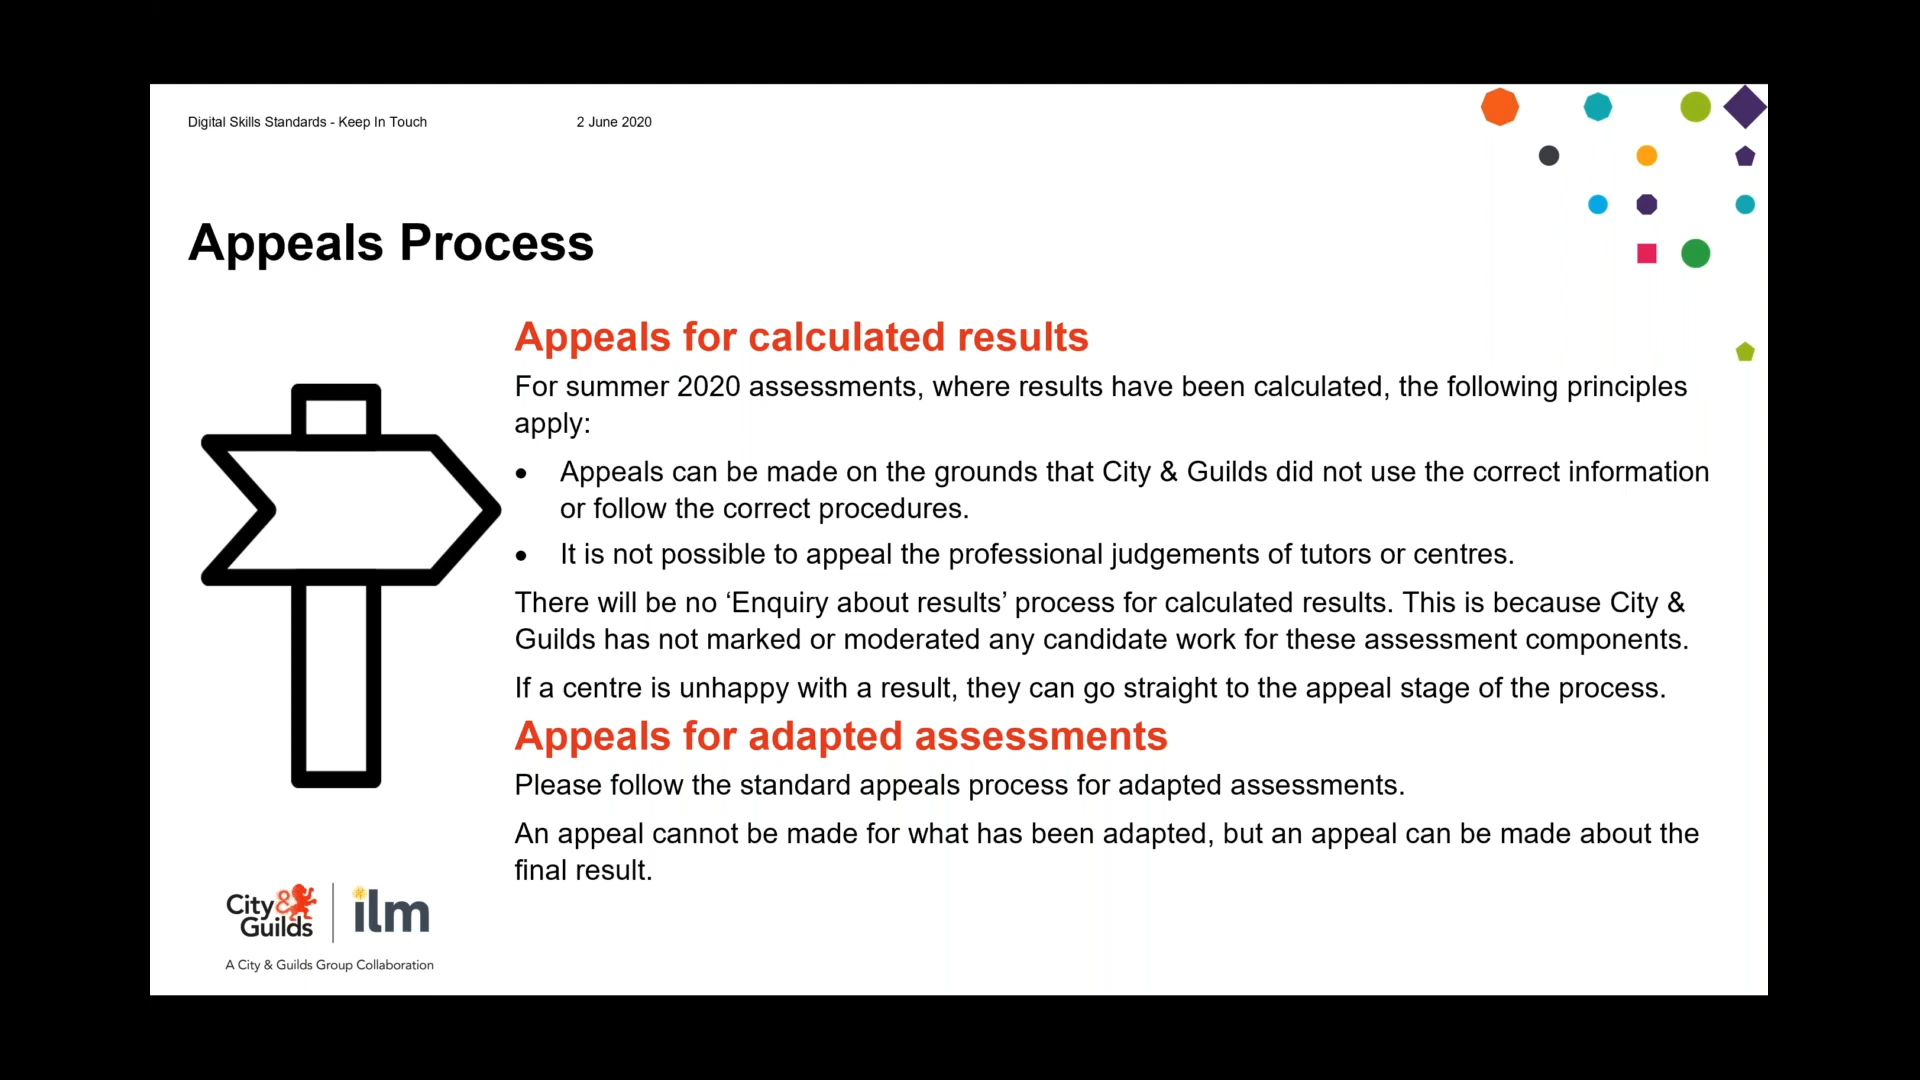 Digital Skills Standards - Keep In Touch
2 June 2020
Appeals Process
Appeals for calculated results
For summer 2020 assessments, where results have been calculated, the following principles
apply:
• Appeals can be made on the grounds that City & Guilds did not use the correct information
or follow the correct procedures.
• It is not possible to appeal the professional judgements of tutors or centres.
There will be no ‘Enquiry about results’ process for calculated results. This is because City &
Guilds has not marked or moderated any candidate work for these assessment components.
If a centre is unhappy with a result, they can go straight to the appeal stage of the process.
Appeals for adapted assessments
Please follow the standard appeals process for adapted assessments.
An appeal cannot be made for what has been adapted, but an appeal can be made about the
final result.
City &
Guilds
ilm
A City & Guilds Group Collaboration